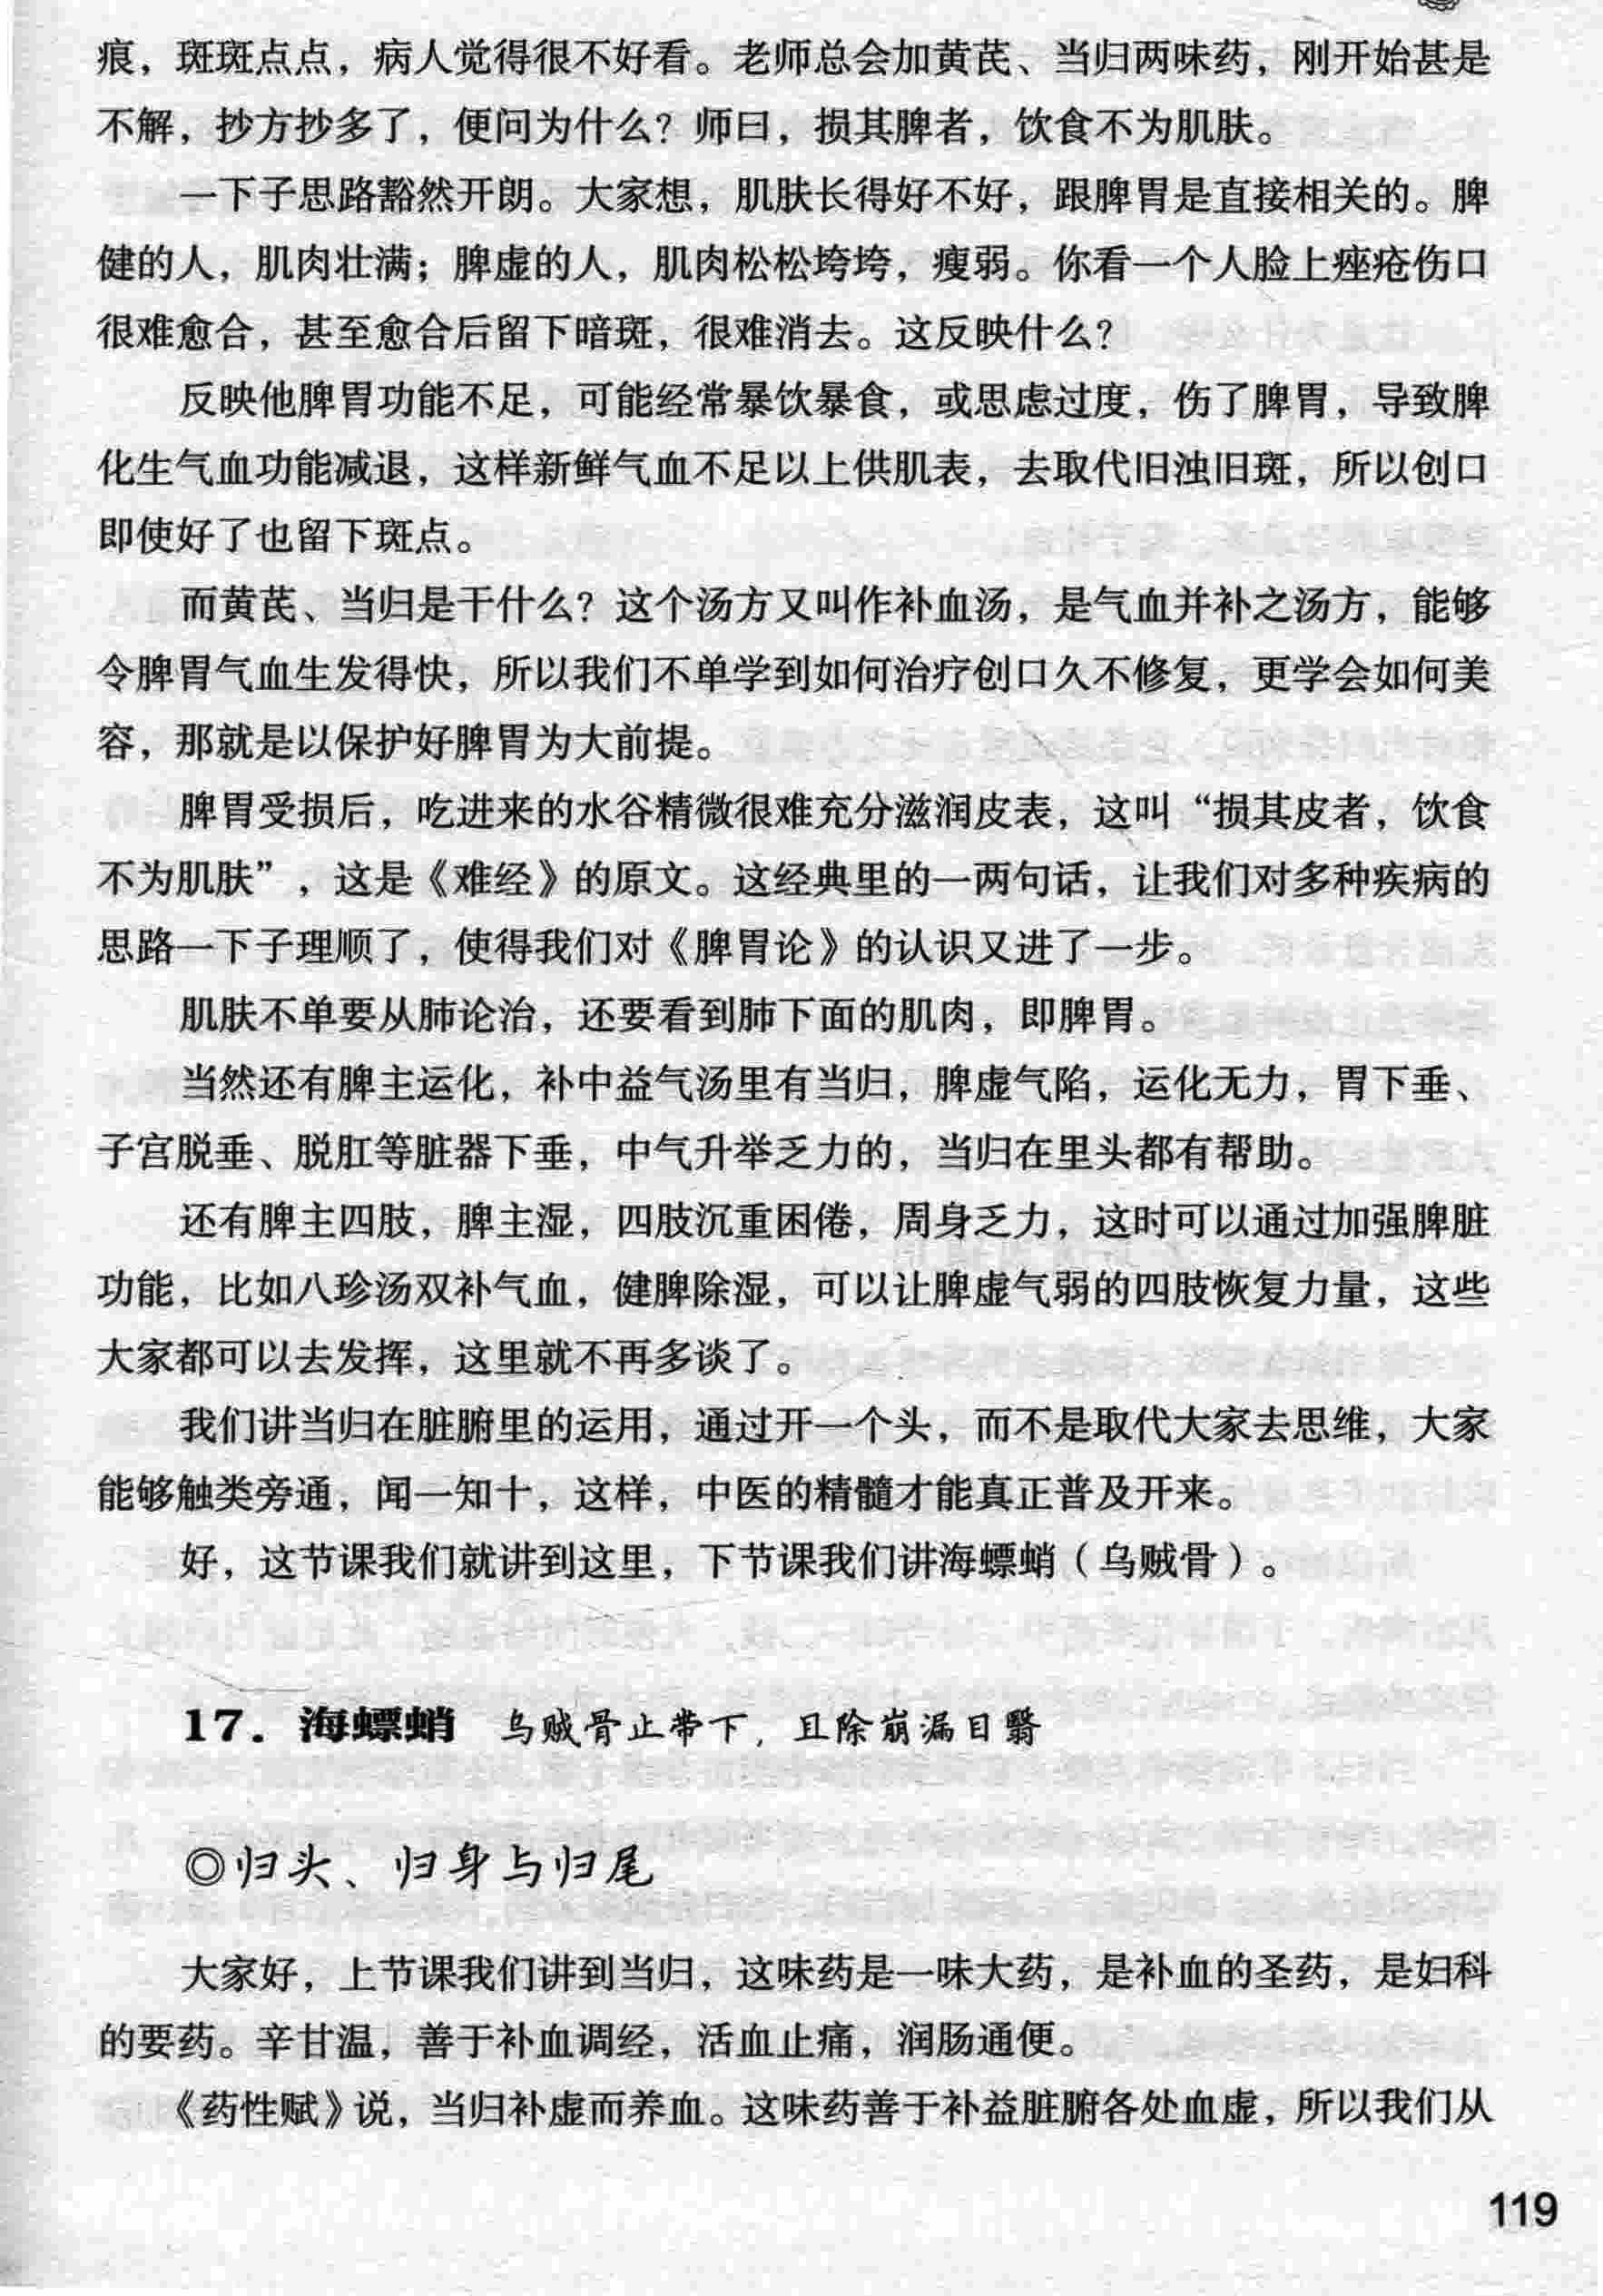 痕，斑斑点点，病人觉得很不好看。老师总会加黄芪、当归两味药，刚开始甚是
不解，抄方抄多了，便问为什么？师曰，损其脾者，饮食不为肌肤。
一下子思路豁然开朗。大家想，肌肤长得好不好，跟脾胃是直接相关的。脾
健的人，肌肉壮满；脾虚的人，肌肉松松垮垮，瘦弱。你看一个人脸上痤疮伤口
很难愈合，甚至愈合后留下暗斑，很难消去。这反映什么？
反映他脾胃功能不足，可能经常暴饮暴食，或思虑过度，伤了脾胃，导致脾
化生气血功能减退，这样新鲜气血不足以上供肌表，去取代旧浊旧斑，所以创口
即使好了也留下斑点。
而黄芪、当归是干什么？这个汤方又叫作补血汤，是气血并补之汤方，能够
令脾胃气血生发得快，所以我们不单学到如何治疗创口久不修复，更学会如何美
容，那就是以保护好脾胃为大前提。
脾胃受损后，吃进来的水谷精微很难充分滋润皮表，这叫“损其皮者，饮食
不为肌肤”，这是《难经》的原文。这经典里的一两句话，让我们对多种疾病的
思路一下子理顺了，使得我们对《脾胃论》的认识又进了一步。
肌肤不单要从肺论治，还要看到肺下面的肌肉，即脾胃。
当然还有脾主运化，补中益气汤里有当归，脾虚气陷，运化无力，胃下垂、
子宫脱垂、脱肛等脏器下垂，中气升举乏力的，当归在里头都有帮助。
还有脾主四肢，脾主湿，四肢沉重困倦，周身乏力，这时可以通过加强脾脏
功能，比如八珍汤双补气血，健脾除湿，可以让脾虚气弱的四肢恢复力量，这些
大家都可以去发挥，这里就不再多谈了。
我们讲当归在脏腑里的运用，通过开一个头，而不是取代大家去思维，大家
能够触类旁通，闻一知十，这样，中医的精髓才能真正普及开来。
好，这节课我们就讲到这里，下节课我们讲海螵蛸（乌贼骨）。
17. 海螵蛸 乌贼骨止带下，且除崩漏目翳
◎归头、归身与归尾
大家好，上节课我们讲到当归，这味药是一味大药，是补血的圣药，是妇科
的要药。辛甘温，善于补血调经，活血止痛，润肠通便。
《药性赋》说，当归补虚而养血。这味药善于补益脏腑各处血虚，所以我们从
119